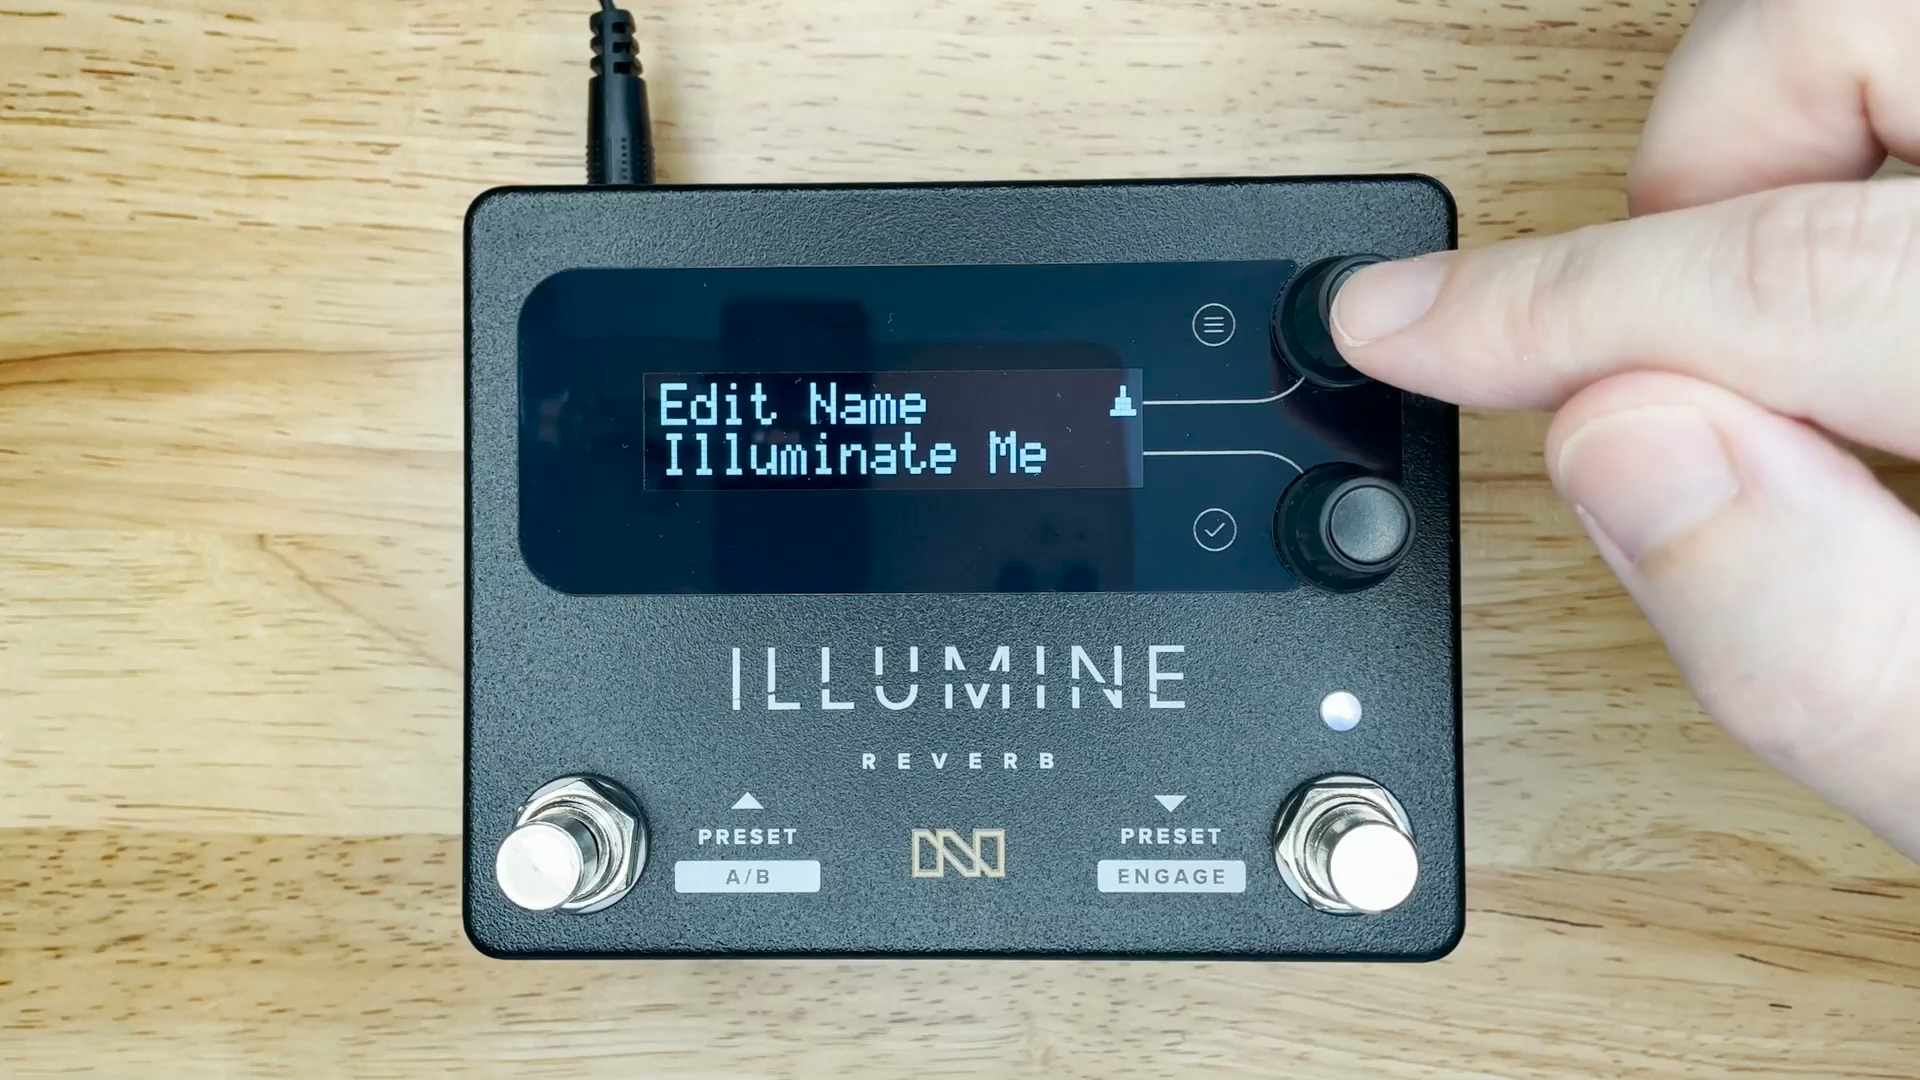 Edit Name
Illuminate Me
ILLUMINE
REVERB
PRESET
A/B
PRESET
ENGAGE